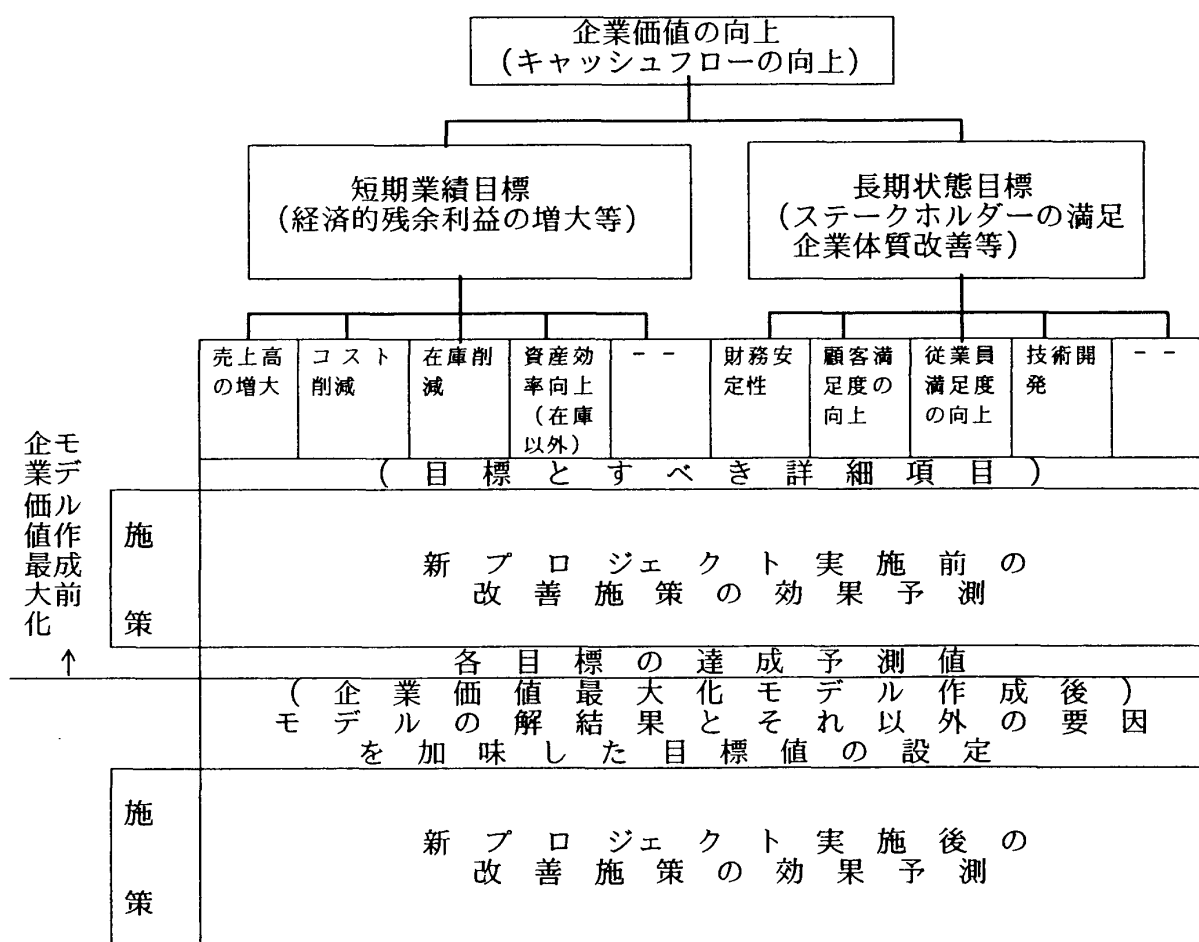 企業価値の向上
(キャッシュフローの向上)
短期業績目標
(経済的残余利益の増大等)
長期状態目標
(ステークホルダーの満足
企業体質改善等)
売上高
の増大
コスト
削減
在庫削
減
資産効
率向上
(在庫
以外)
--
財務安
定性
顧客満
足度の
向上
従業員
満足度
の向上
技術開
発
--
(目標とすべき詳細項目)
モデル作成前
企業価値最大化
↑
施
策
新プロジェクト実施前の
改善施策の効果予測
各目標の達成予測値
(企業価値最大化モデル作成後)
モデルの解結果とそれ以外の要因
を加味した目標値の設定
施
策
新プロジェクト実施後の
改善施策の効果予測